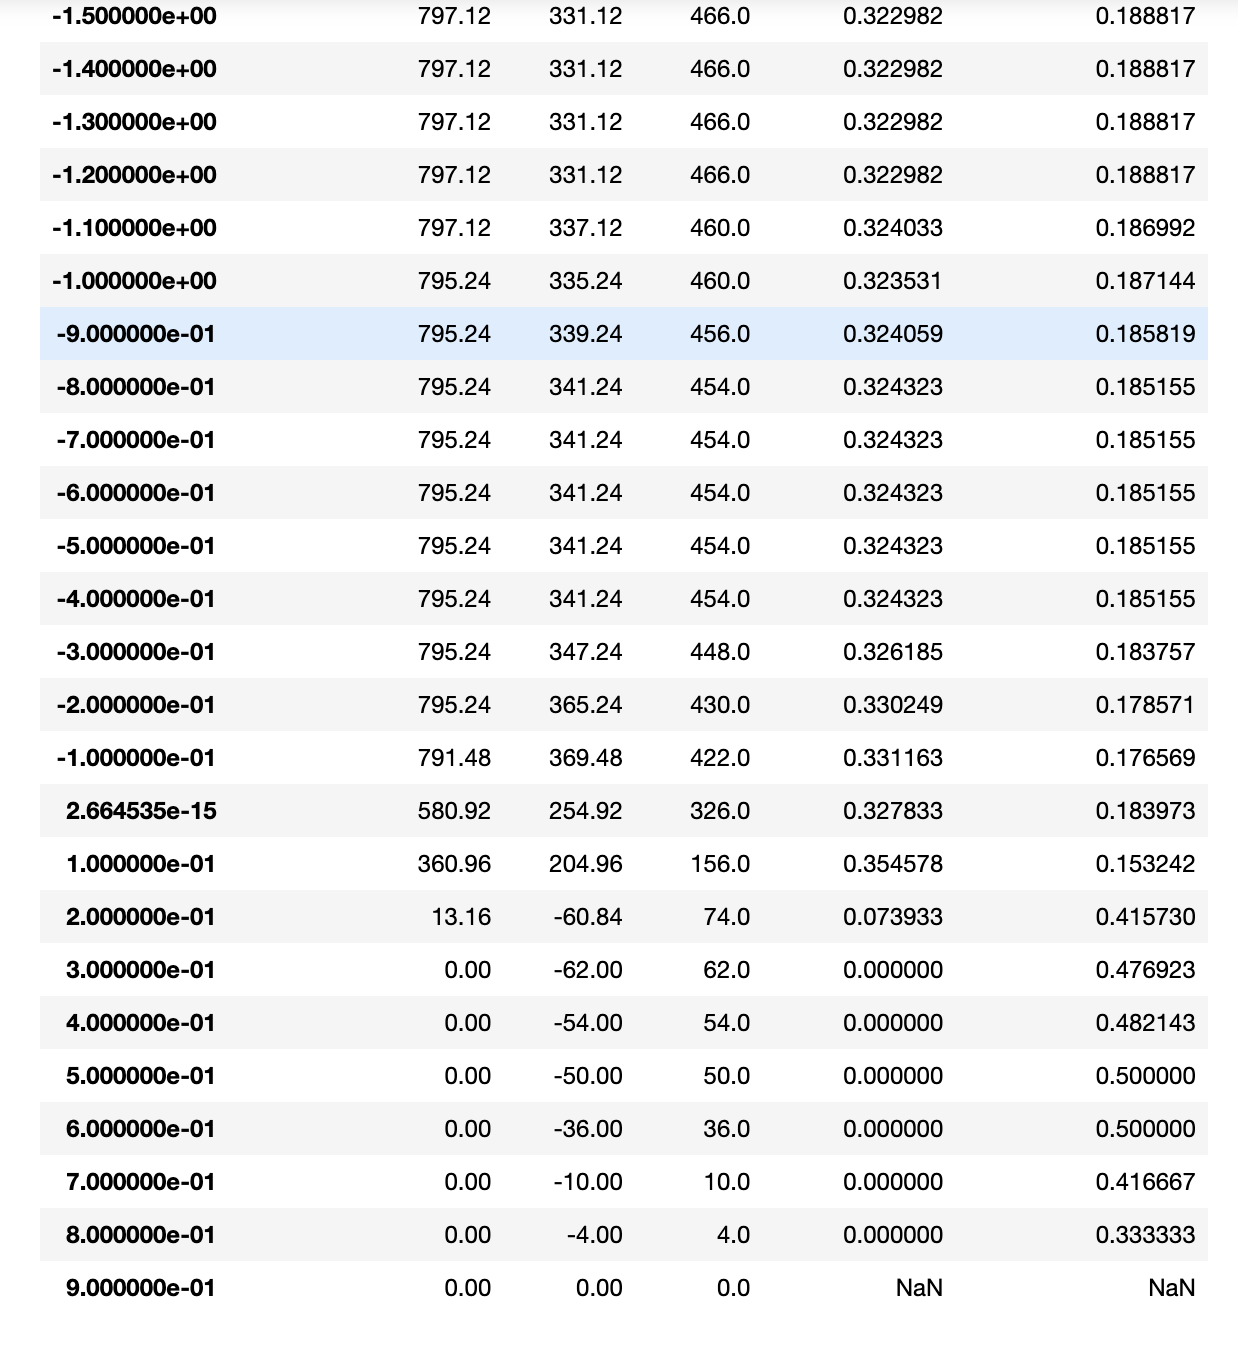 -1.500000e+00 797.12 331.12 466.0 0.322982 0.188817
-1.400000e+00 797.12 331.12 466.0 0.322982 0.188817
-1.300000e+00 797.12 331.12 466.0 0.322982 0.188817
-1.200000e+00 797.12 331.12 466.0 0.322982 0.188817
-1.100000e+00 797.12 337.12 460.0 0.324033 0.186992
-1.000000e+00 795.24 335.24 460.0 0.323531 0.187144
-9.000000e-01 795.24 339.24 456.0 0.324059 0.185819
-8.000000e-01 795.24 341.24 454.0 0.324323 0.185155
-7.000000e-01 795.24 341.24 454.0 0.324323 0.185155
-6.000000e-01 795.24 341.24 454.0 0.324323 0.185155
-5.000000e-01 795.24 341.24 454.0 0.324323 0.185155
-4.000000e-01 795.24 341.24 454.0 0.324323 0.185155
-3.000000e-01 795.24 347.24 448.0 0.326185 0.183757
-2.000000e-01 795.24 365.24 430.0 0.330249 0.178571
-1.000000e-01 791.48 369.48 422.0 0.331163 0.176569
2.664535e-15 580.92 254.92 326.0 0.327833 0.183973
1.000000e-01 360.96 204.96 156.0 0.354578 0.153242
2.000000e-01 13.16 -60.84 74.0 0.073933 0.415730
3.000000e-01 0.00 -62.00 62.0 0.000000 0.476923
4.000000e-01 0.00 -54.00 54.0 0.000000 0.482143
5.000000e-01 0.00 -50.00 50.0 0.000000 0.500000
6.000000e-01 0.00 -36.00 36.0 0.000000 0.500000
7.000000e-01 0.00 -10.00 10.0 0.000000 0.416667
8.000000e-01 0.00 -4.00 4.0 0.000000 0.333333
9.000000e-01 0.00 0.00 0.0 NaN NaN